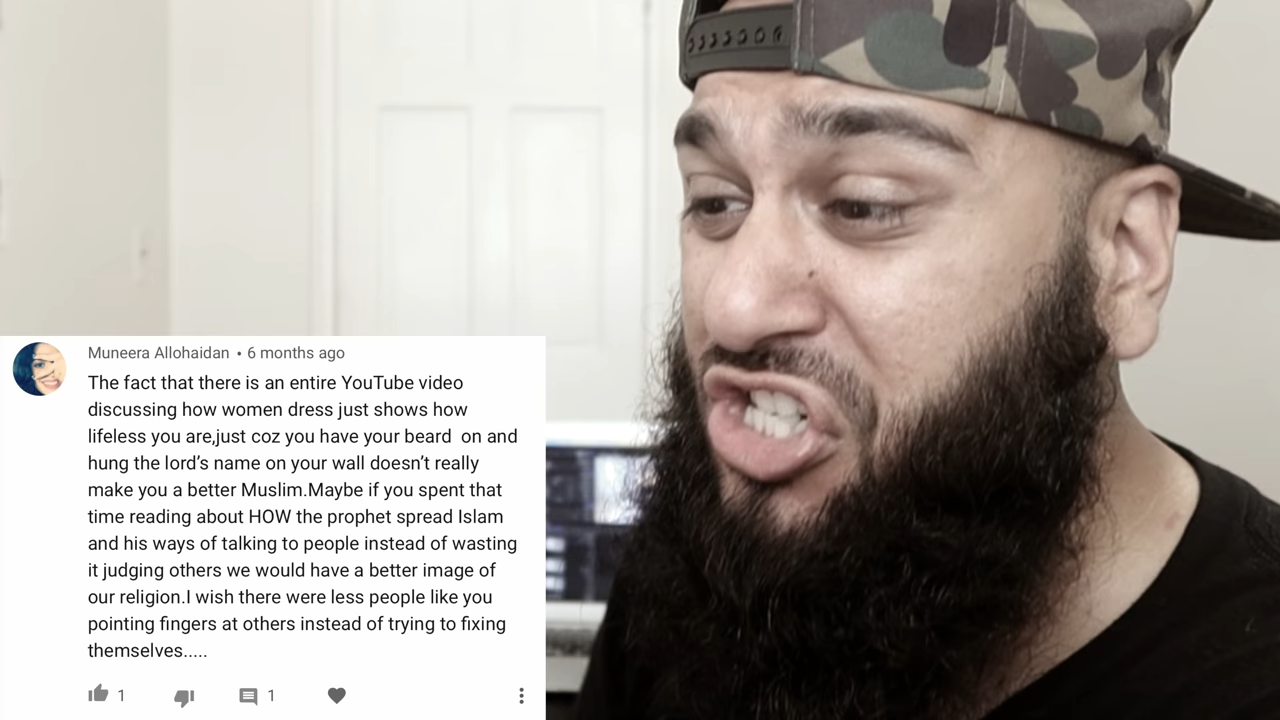 Muneera Allohaidan • 6 months ago
The fact that there is an entire YouTube video
discussing how women dress just shows how
lifeless you are,just coz you have your beard  on and
hung the lord’s name on your wall doesn’t really
make you a better Muslim.Maybe if you spent that
time reading about HOW the prophet spread Islam
and his ways of talking to people instead of wasting
it judging others we would have a better image of
our religion.I wish there were less people like you
pointing fingers at others instead of trying to fixing
themselves.....
1
1